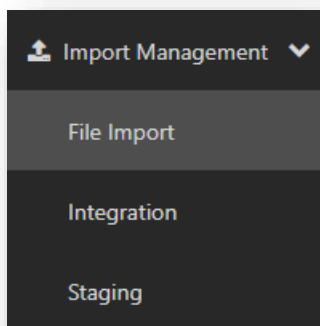 Import Management
File Import
Integration
Staging